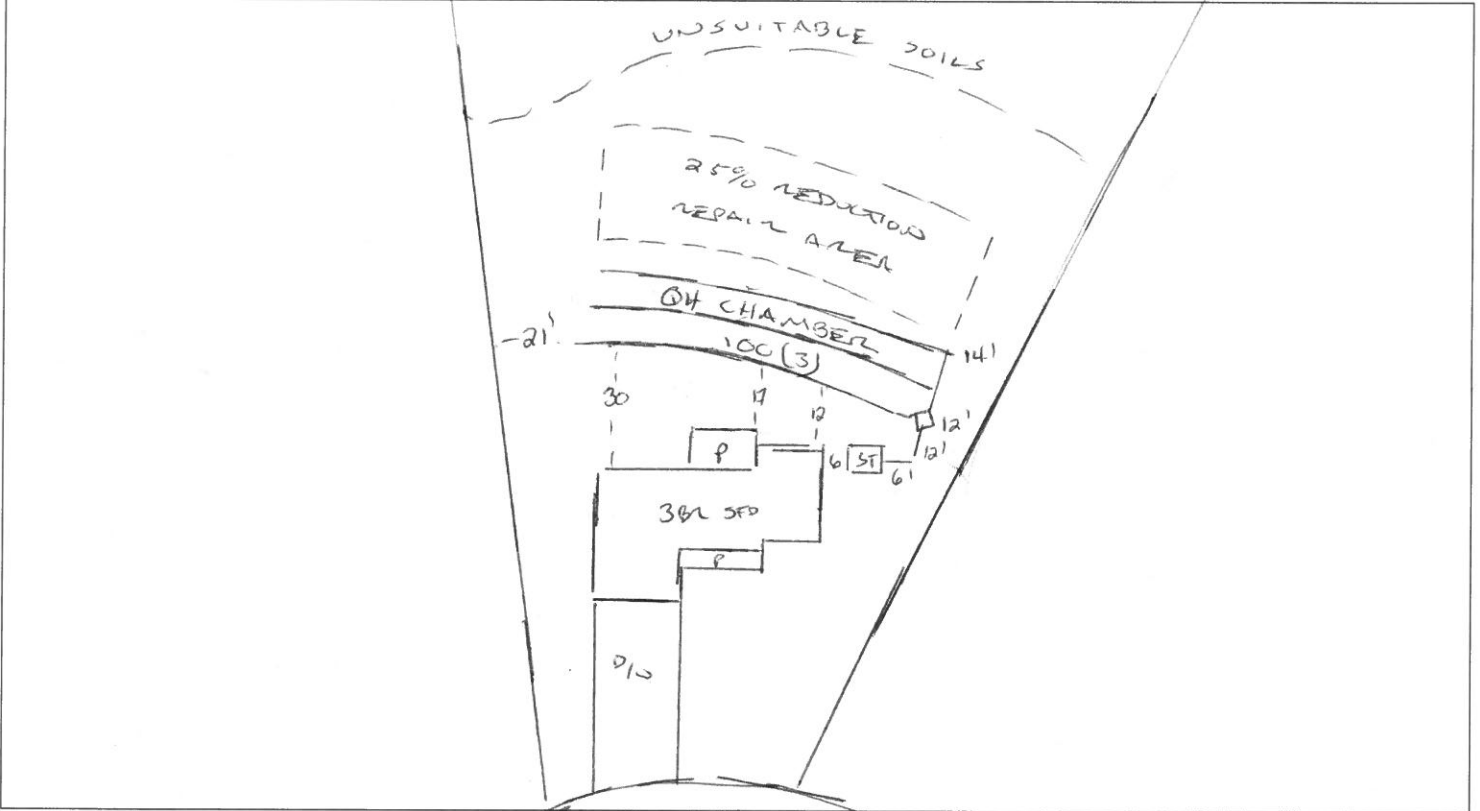 UNSUITABLE SOILS
25% REDUCTION
REPAIR AREA
Q4 CHAMBER
100 (3)
-21'
14'
30
17
12
12'
12'
P
6
ST
6'
3BR SFD
P
D/W